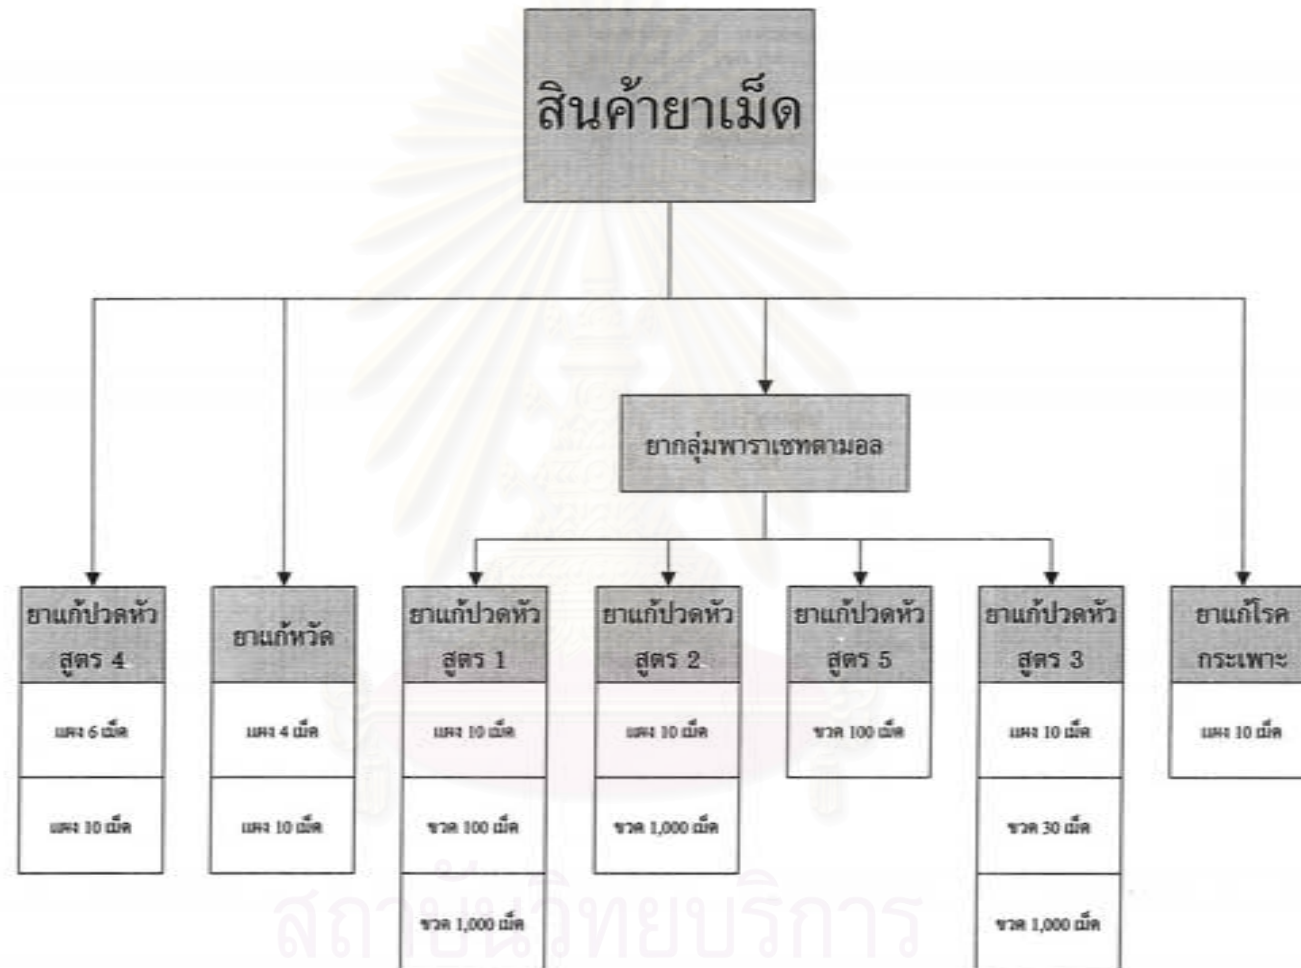 สินค้ายาเม็ด
ยากลุ่มพาราเซทตามอล
ยาแก้ปวดหัว
สูตร 4
แผง 6 เม็ด
แผง 10 เม็ด
ยาแก้หวัด
แผง 4 เม็ด
แผง 10 เม็ด
ยาแก้ปวดหัว
สูตร 1
แผง 10 เม็ด
ขวด 100 เม็ด
ขวด 1,000 เม็ด
ยาแก้ปวดหัว
สูตร 2
แผง 10 เม็ด
ขวด 1,000 เม็ด
ยาแก้ปวดหัว
สูตร 5
ขวด 100 เม็ด
ยาแก้ปวดหัว
สูตร 3
แผง 10 เม็ด
ขวด 30 เม็ด
ขวด 1,000 เม็ด
ยาแก้โรค
กระเพาะ
แผง 10 เม็ด
สถาบันวิทยบริการ